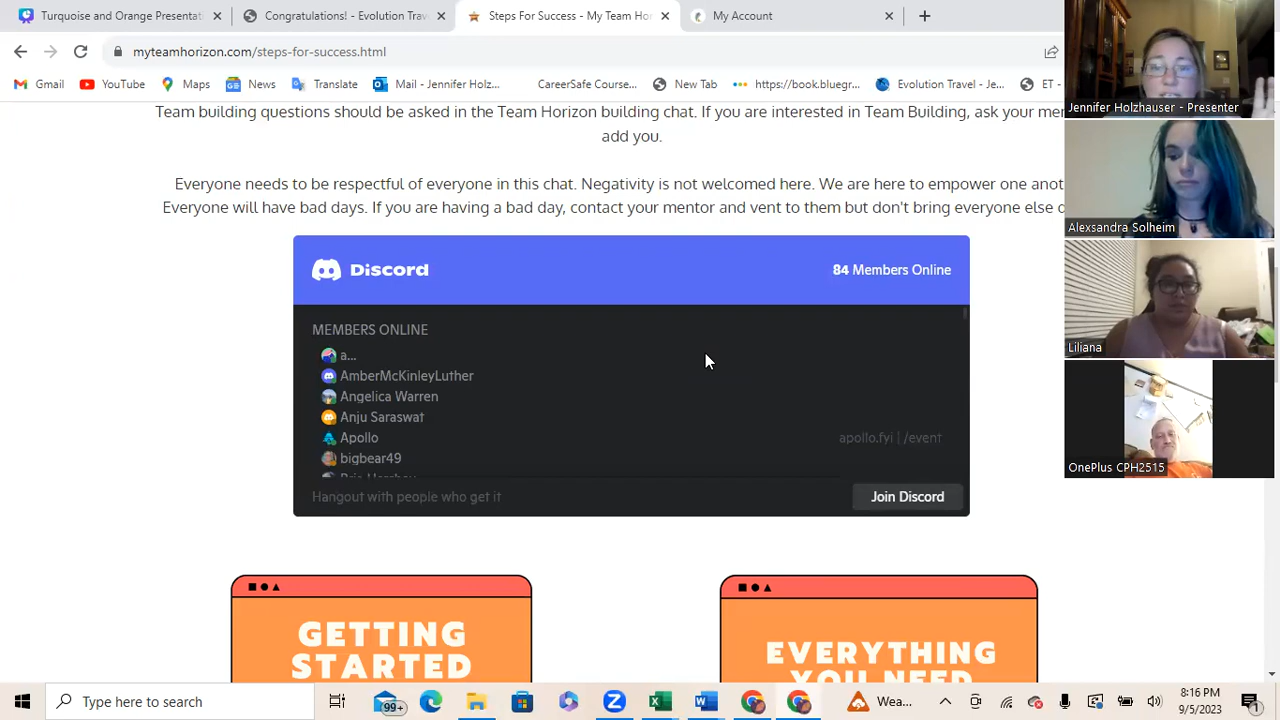 Turquoise and Orange Presentat
Congratulations! - Evolution Trav
Steps For Success - My Team Hor
My Account
myteamhorizon.com/steps-for-success.html
Gmail
YouTube
Maps
News
Translate
Mail - Jennifer Holz...
CareerSafe Cours...
New Tab
https://book.bluegr...
Evolution Travel - Je...
ET -
Team building questions should be asked in the Team Horizon building chat. If you are interested in Team Building, ask your
add you.
Everyone needs to be respectful of everyone in this chat. Negativity is not welcomed here. We are here to empower one
Everyone will have bad days. If you are having a bad day, contact your mentor and vent to them but don't bring everyone else
Discord
84 Members Online
MEMBERS ONLINE
a...
AmberMcKinleyLuther
Angelica Warren
Anju Saraswat
Apollo
apollo.fyi | /event
bigbear49
Hangout with people who get it
Join Discord
GETTING
STARTED
EVERYTHING
YOU NEED
Jennifer Holzhauser - Presenter
Alexsandra Solheim
Liliana
OnePlus CPH2515
Type here to search
99+
Wea...
8:16 PM
9/5/2023
1